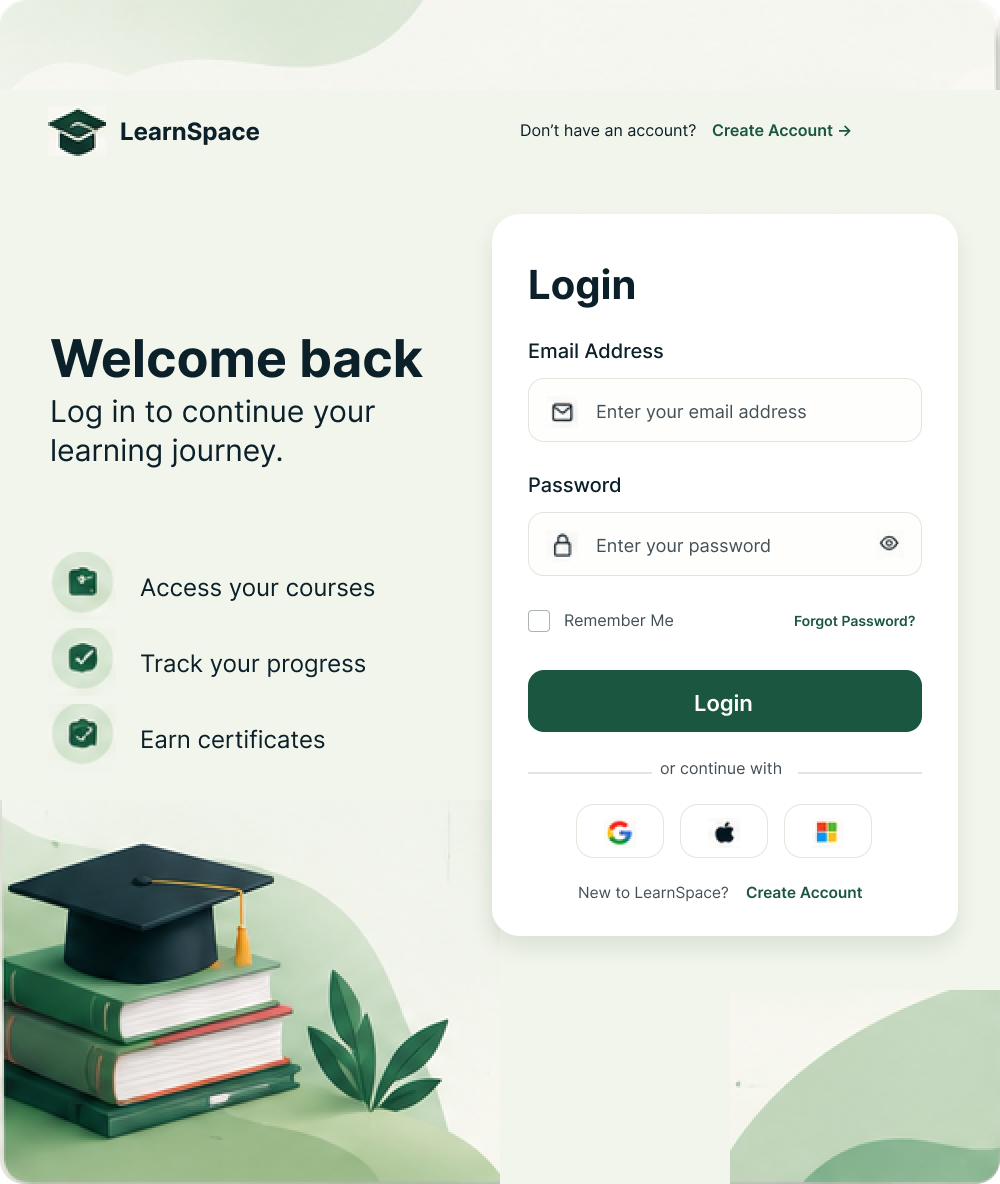 LearnSpace
Don’t have an account? Create Account →
Welcome back
Log in to continue your
learning journey.
Access your courses
Track your progress
Earn certificates
Login
Email Address
Enter your email address
Password
Enter your password
Remember Me
Forgot Password?
Login
or continue with
New to LearnSpace? Create Account